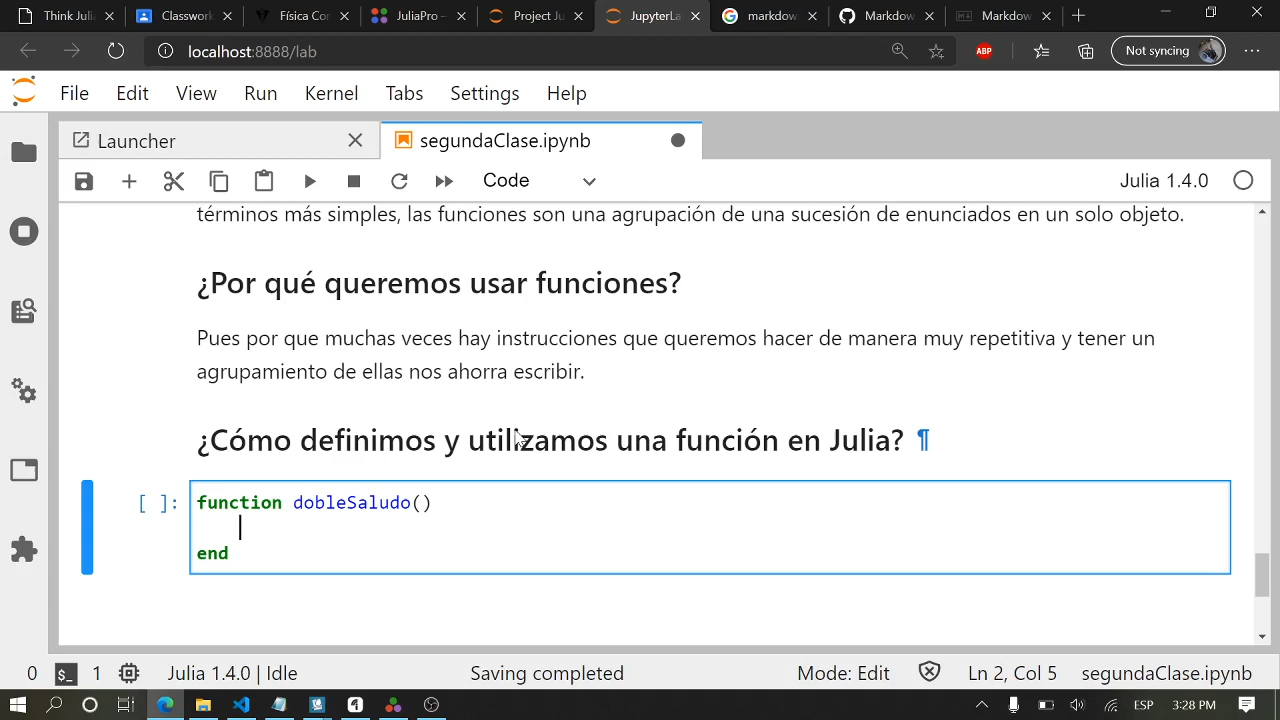 Think Juli
Classwork
Física Con
JuliaPro –
Project Ju
JupyterLa
markdow
Markdow
Markdow
localhost:8888/lab
ABP
Not syncing
File Edit View Run Kernel Tabs Settings Help
Launcher
segundaClase.ipynb
Code
Julia 1.4.0
términos más simples, las funciones son una agrupación de una sucesión de enunciados en un solo objeto.
¿Por qué queremos usar funciones?
Pues por que muchas veces hay instrucciones que queremos hacer de manera muy repetitiva y tener un
agrupamiento de ellas nos ahorra escribir.
¿Cómo definimos y utilizamos una función en Julia? ¶
[ ]: function dobleSaludo()
end
0 $_ 1 Julia 1.4.0 | Idle Saving completed Mode: Edit Ln 2, Col 5 segundaClase.ipynb
ESP 3:28 PM